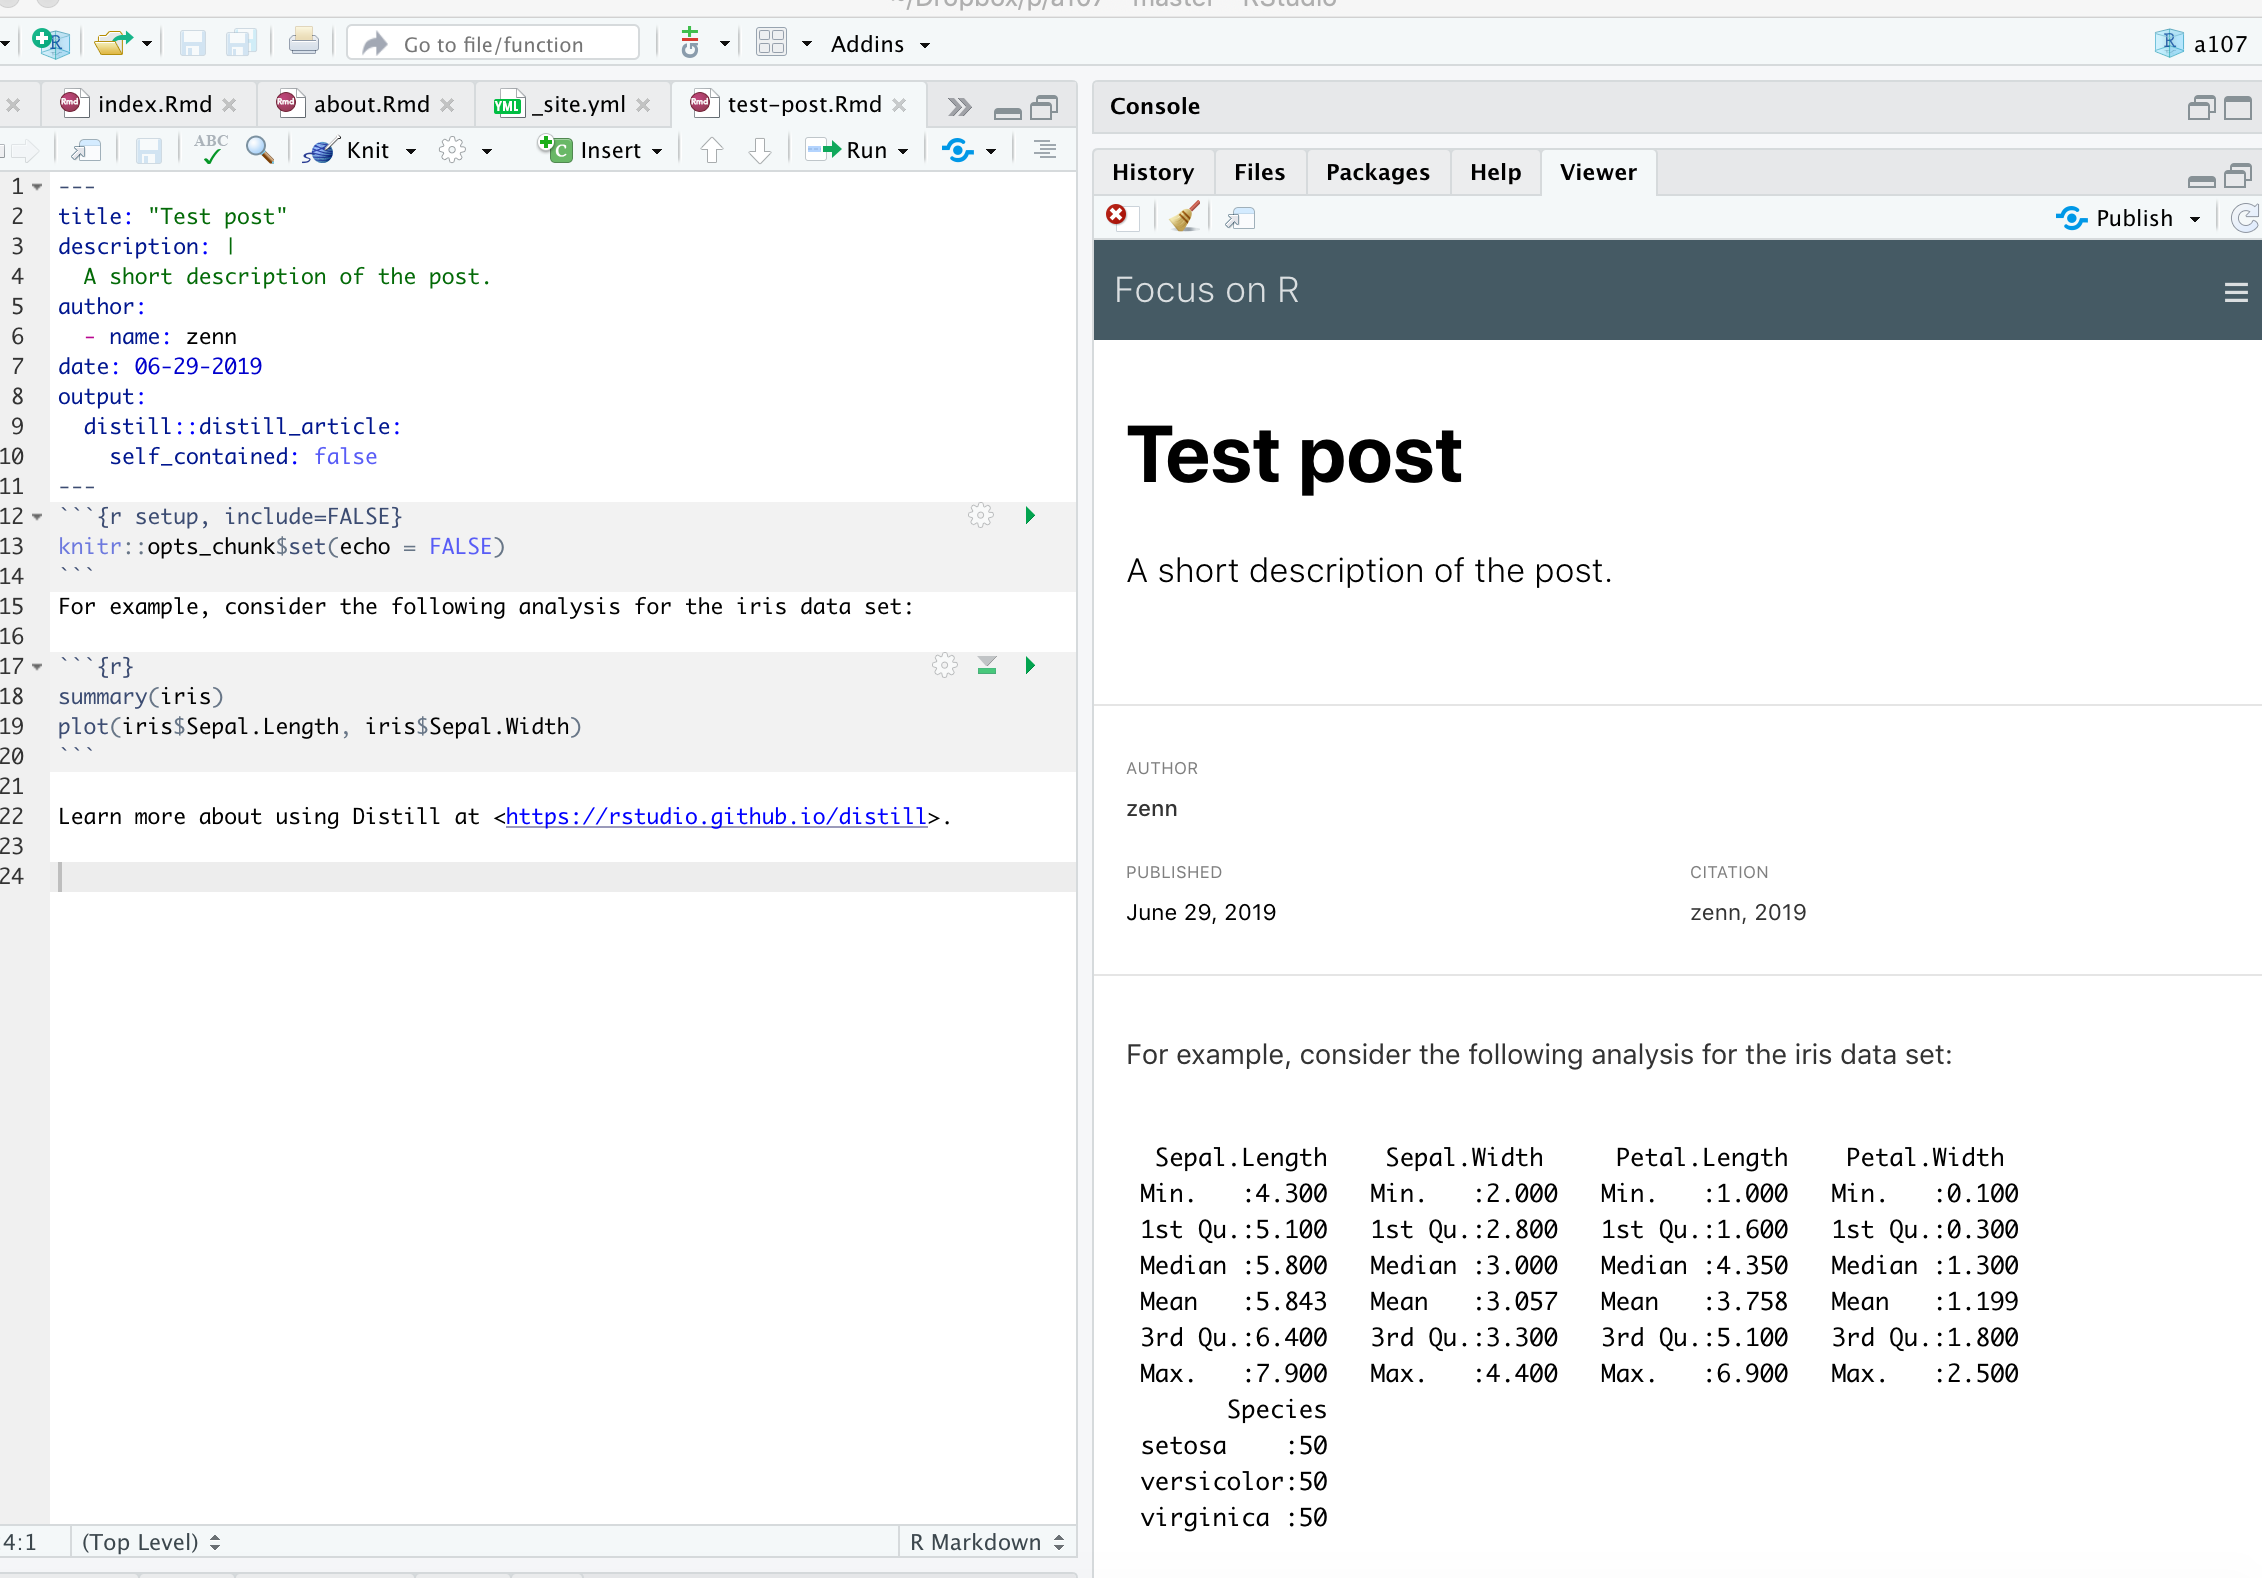 ~/Dropbox/p/a107 - master - RStudio
Go to file/function
Addins
a107
index.Rmd
about.Rmd
_site.yml
test-post.Rmd
ABC
Knit
Insert
Run
1 ---
2 title: "Test post"
3 description: |
4   A short description of the post.
5 author:
6   - name: zenn
7 date: 06-29-2019
8 output:
9   distill::distill_article:
10     self_contained: false
11 ---
12 ```{r setup, include=FALSE}
13 knitr::opts_chunk$set(echo = FALSE)
14 ```
15 For example, consider the following analysis for the iris data set:
16
17 ```{r}
18 summary(iris)
19 plot(iris$Sepal.Length, iris$Sepal.Width)
20 ```
21
22 Learn more about using Distill at <https://rstudio.github.io/distill>.
23
24
4:1
(Top Level)
R Markdown
Console
History Files Packages Help Viewer
Publish
Focus on R
Test post
A short description of the post.
AUTHOR
zenn
PUBLISHED CITATION
June 29, 2019 zenn, 2019
For example, consider the following analysis for the iris data set:
Sepal.Length Sepal.Width Petal.Length Petal.Width
Min. :4.300 Min. :2.000 Min. :1.000 Min. :0.100
1st Qu.:5.100 1st Qu.:2.800 1st Qu.:1.600 1st Qu.:0.300
Median :5.800 Median :3.000 Median :4.350 Median :1.300
Mean :5.843 Mean :3.057 Mean :3.758 Mean :1.199
3rd Qu.:6.400 3rd Qu.:3.300 3rd Qu.:5.100 3rd Qu.:1.800
Max. :7.900 Max. :4.400 Max. :6.900 Max. :2.500
Species
setosa :50
versicolor:50
virginica :50